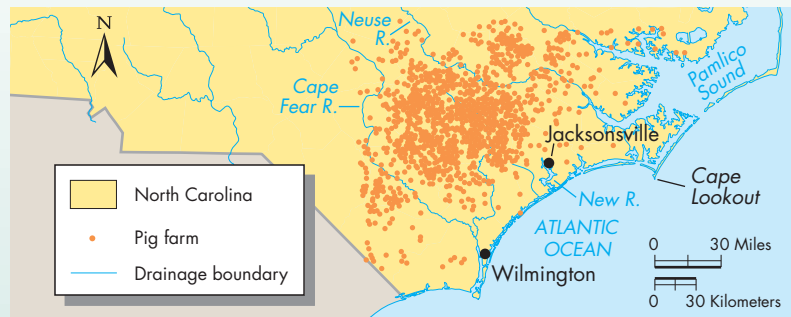 N
Neuse
R.
Cape
Fear R.
Pamlico
Sound
Jacksonsville
Cape
Lookout
New R.
ATLANTIC
OCEAN
Wilmington
North Carolina
Pig farm
Drainage boundary
0 30 Miles
0 30 Kilometers